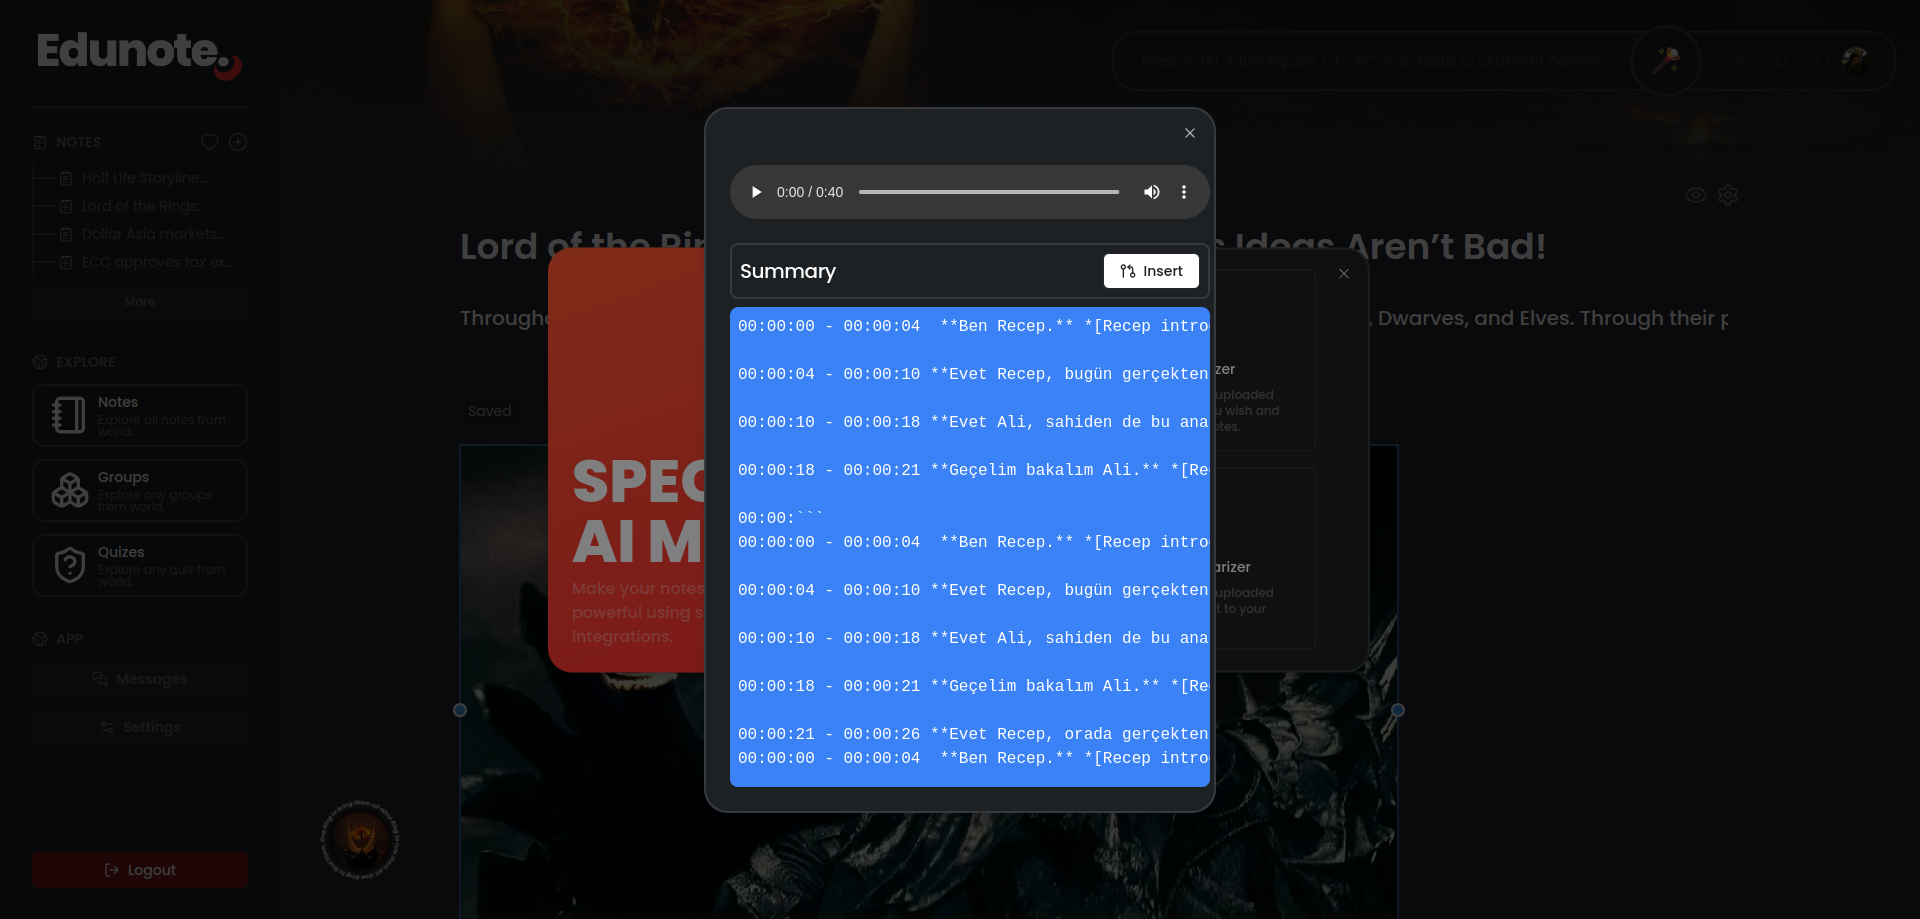 Edunote.
Press "CTRL + Blockquote (")", "F2" or on focus to chat with Gemini
NOTES
Half Life Storyline...
Lord of the Rings: ...
Dollar Asia markets...
ECC approves tax ex...
More
EXPLORE
Notes
Explore all notes from
world.
Groups
Explore any groups
from world.
Quizes
Explore any quiz from
world.
APP
Messages
Settings
Logout
Lord of the
Ideas Aren't Bad!
, Dwarves, and Elves. Through their p
Saved
SPEC
AI M
Make your notes
powerful using s
integrations.
zer
uploaded
u wish and
otes.
arizer
uploaded
t to your
0:00 / 0:40
Summary
Insert
00:00:00 - 00:00:04  **Ben Recep.** *[Recep intro
00:00:04 - 00:00:10 **Evet Recep, bugün gerçekten
00:00:10 - 00:00:18 **Evet Ali, sahiden de bu ana
00:00:18 - 00:00:21 **Geçelim bakalım Ali.** *[Re
00:00:```
00:00:00 - 00:00:04  **Ben Recep.** *[Recep intro
00:00:04 - 00:00:10 **Evet Recep, bugün gerçekten
00:00:10 - 00:00:18 **Evet Ali, sahiden de bu ana
00:00:18 - 00:00:21 **Geçelim bakalım Ali.** *[Re
00:00:21 - 00:00:26 **Evet Recep, orada gerçekten
00:00:00 - 00:00:04  **Ben Recep.** *[Recep intro